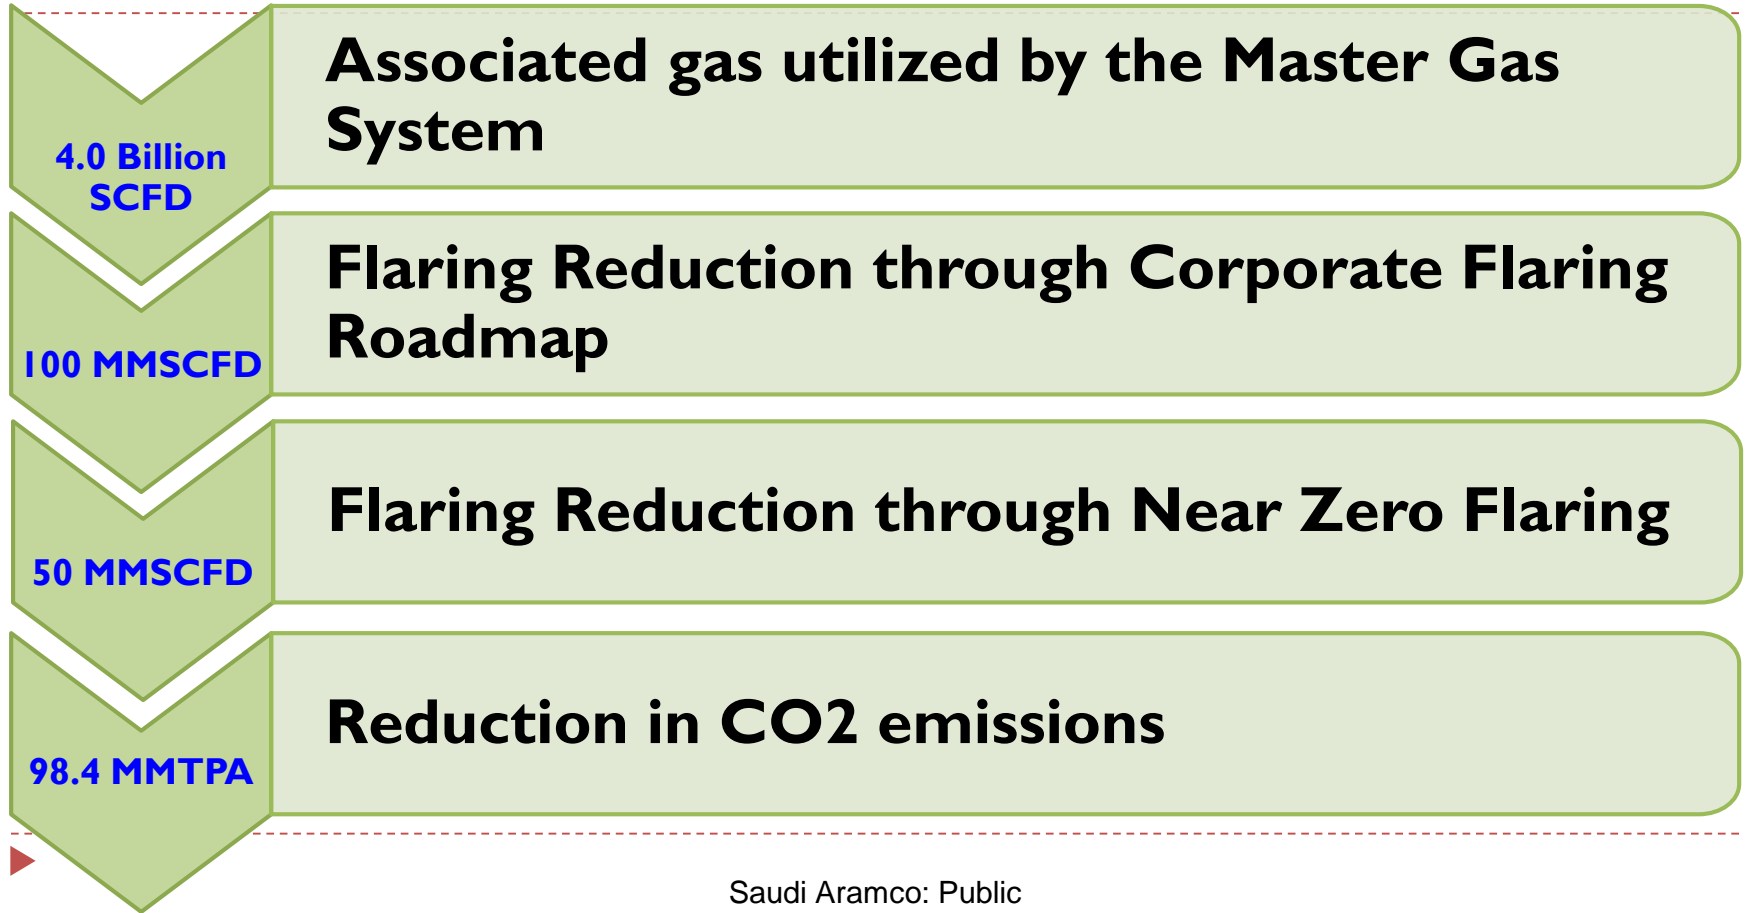 Associated gas utilized by the Master Gas
System
4.0 Billion
SCFD
Flaring Reduction through Corporate Flaring
Roadmap
100 MMSCFD
Flaring Reduction through Near Zero Flaring
50 MMSCFD
Reduction in CO2 emissions
98.4 MMTPA
Saudi Aramco: Public